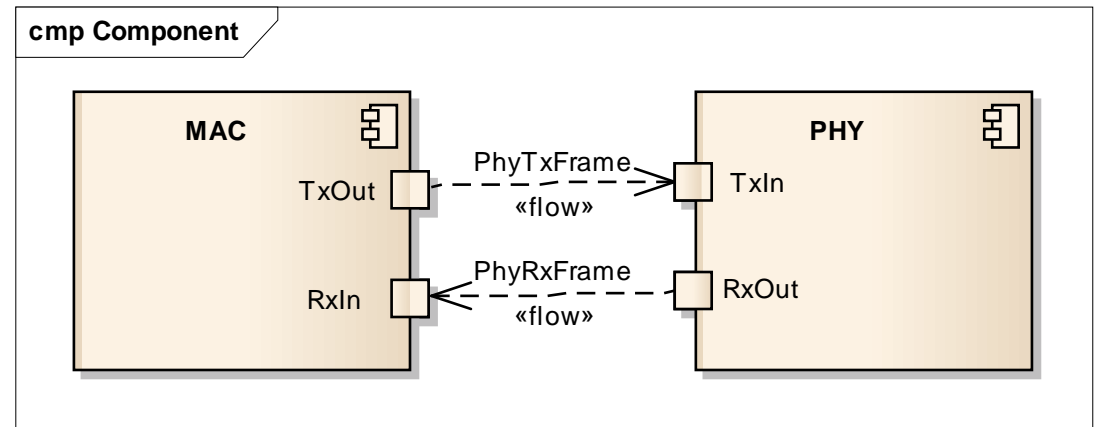 cmp Component
MAC
PHY
PhyTxFrame
TxOut
TxIn
«flow»
PhyRxFrame
RxIn
RxOut
«flow»